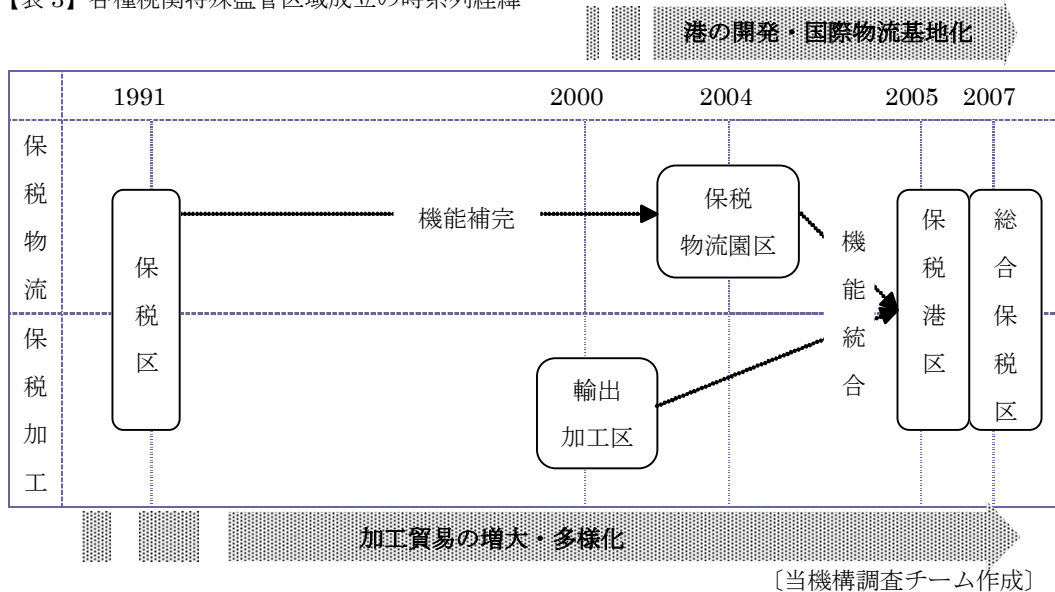 【表 3】各種税関特殊監管区域成立の時系列経緯
港の開発・国際物流基地化
1991
2000
2004
2005
2007
保税物流
保税加工
保税区
機能補完
保税
物流園区
輸出
加工区
機能統合
保税港区
総合保税区
加工貿易の増大・多様化
〔当機構調査チーム作成〕